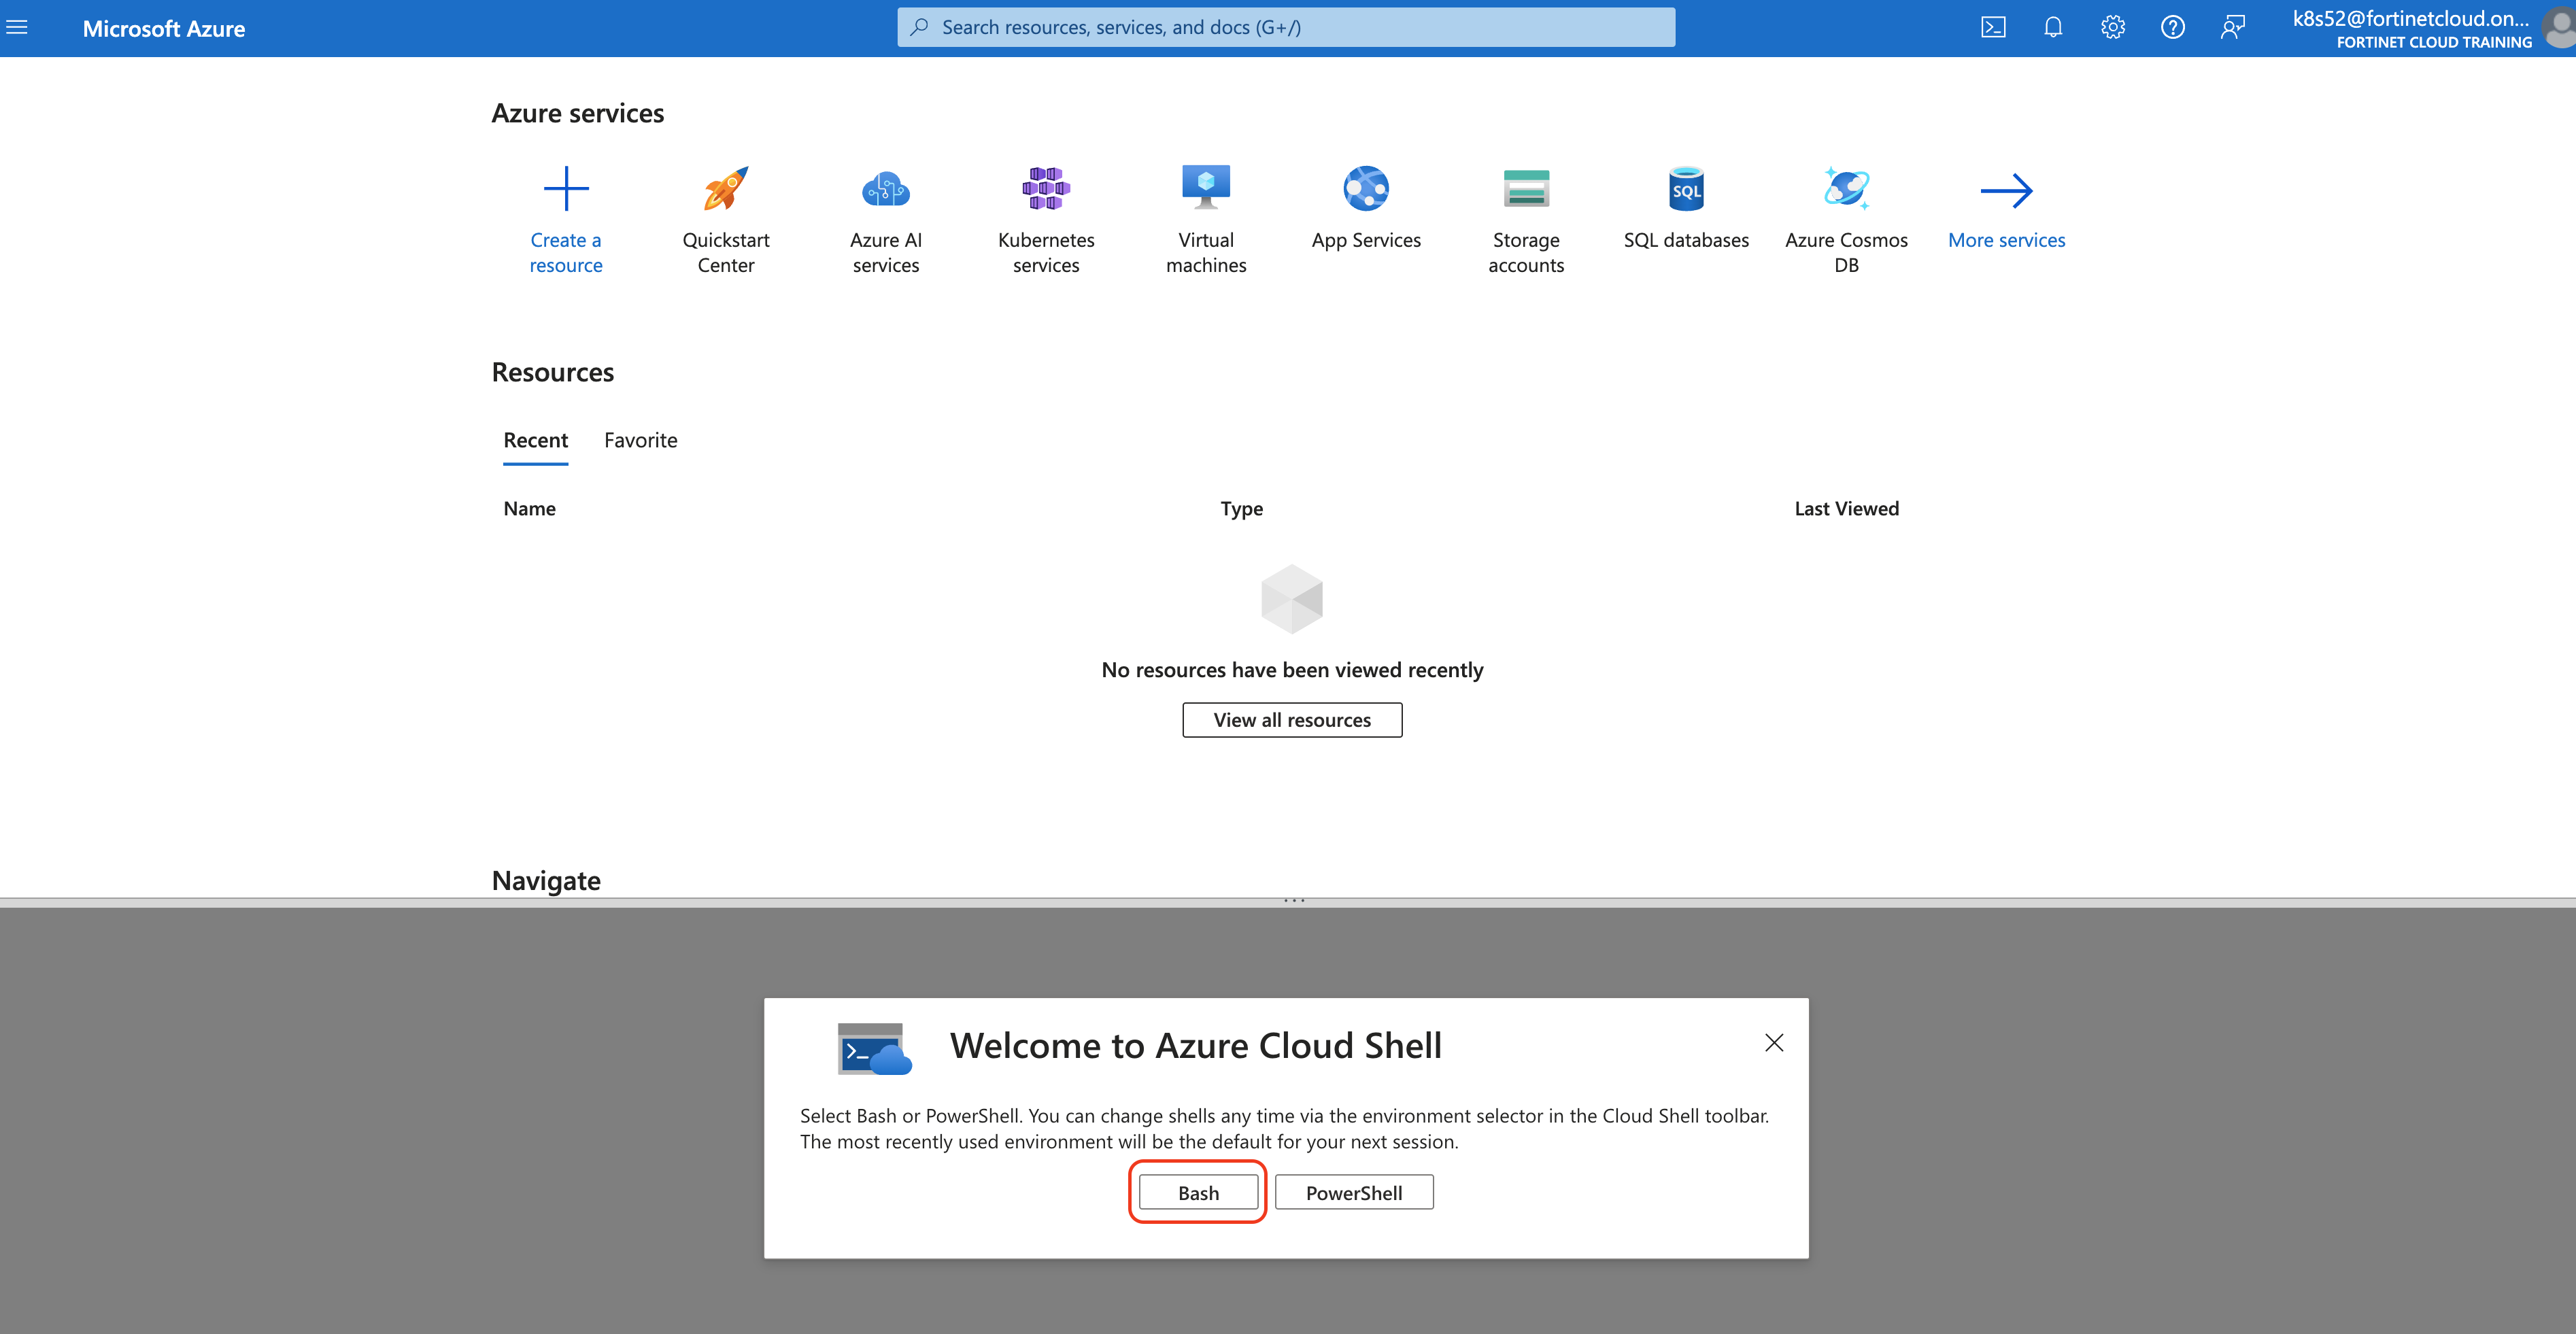 Microsoft Azure
Search resources, services, and docs (G+/)
k8s52@fortinetcloud.on...
FORTINET CLOUD TRAINING
Azure services
Create a
resource
Quickstart
Center
Azure AI
services
Kubernetes
services
Virtual
machines
App Services
Storage
accounts
SQL
SQL databases
Azure Cosmos
DB
More services
Resources
Recent
Favorite
Name
Type
Last Viewed
No resources have been viewed recently
View all resources
Navigate
Welcome to Azure Cloud Shell
Select Bash or PowerShell. You can change shells any time via the environment selector in the Cloud Shell toolbar.
The most recently used environment will be the default for your next session.
Bash
PowerShell